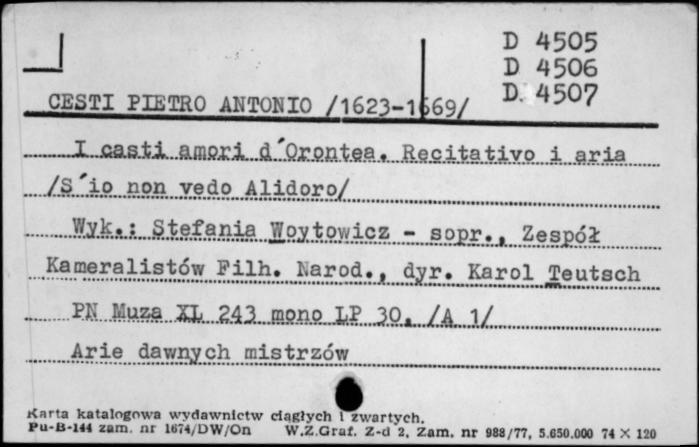 D 4505
D 4506
D. 4507
CESTI PIETRO ANTONIO /1623-1669/
I casti amori d´Orontea. Recitativo i aria
/S´io non vedo Alidoro/
Wyk.: Stefania Woytowicz - sopr., Zespół
Kameralistów Filh. Narod., dyr. Karol Teutsch
PN Muza XL 243 mono LP 30. /A 1/
Arie dawnych mistrzów
Karta katalogowa wydawnictw ciągłych i zwartych.
Pu-B-144 zam. nr 1674/DW/On W.Z.Graf. Z-d 2, Zam. nr 988/77, 5.650.000 74 X 120